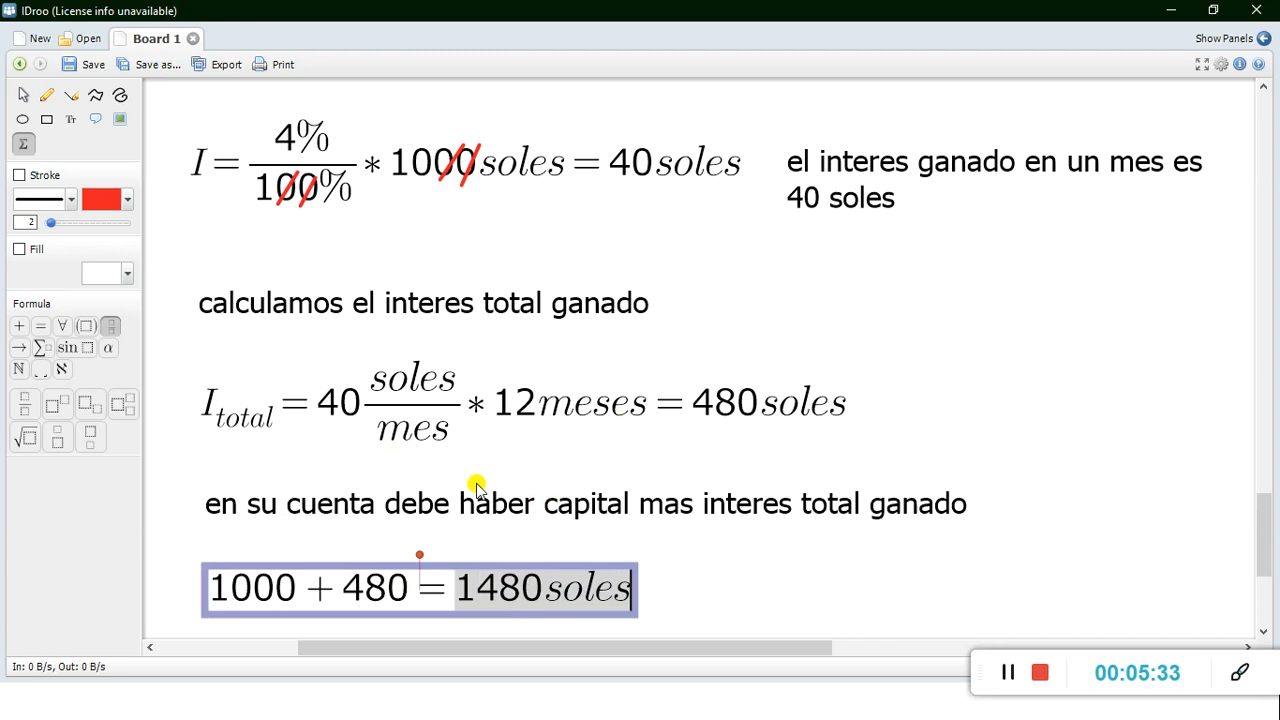 IDroo (License info unavailable)
New Open Board 1 Show Panels
Save Save as... Export Print
Stroke
2
Fill
Formula
I = 4% / 100% * 1000 soles = 40 soles
el interes ganado en un mes es
40 soles
calculamos el interes total ganado
I_total = 40 soles / mes * 12 meses = 480 soles
en su cuenta debe haber capital mas interes total ganado
1000 + 480 = 1480 soles
In: 0 B/s, Out: 0 B/s
00:05:33